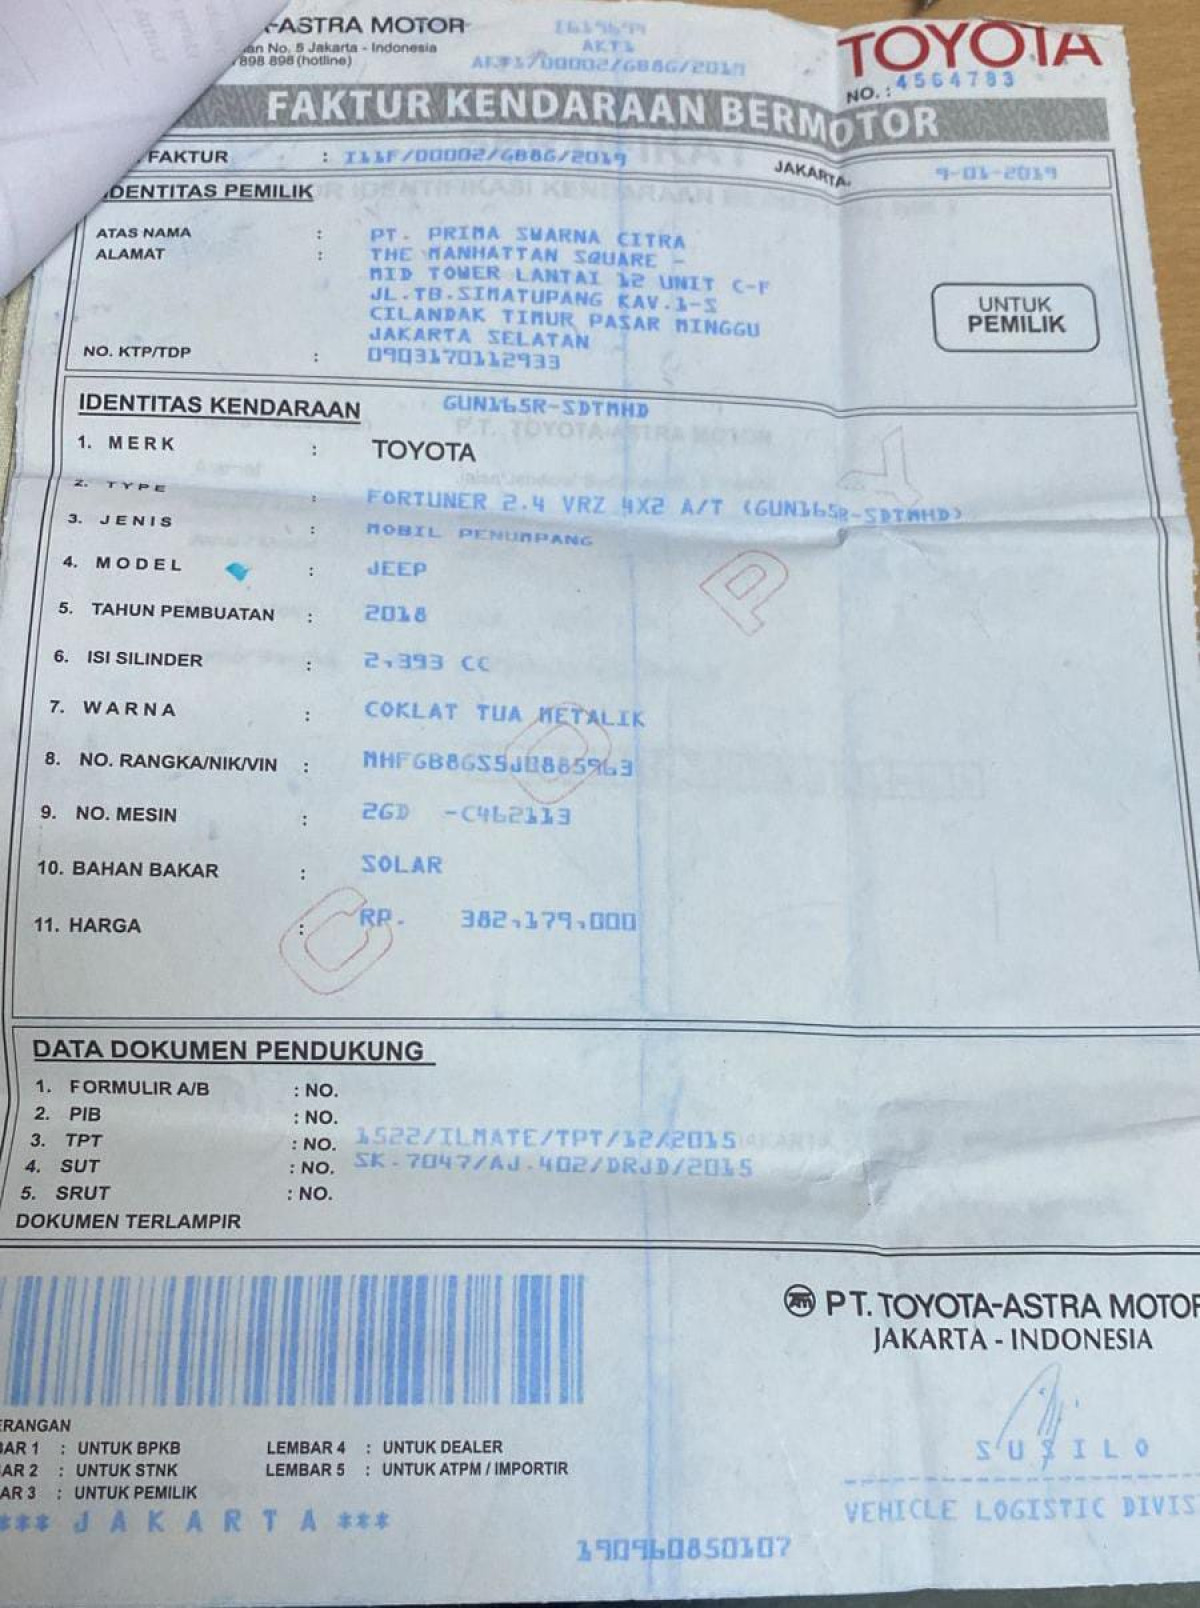 -ASTRA MOTOR
an No. 5 Jakarta - Indonesia
898 898 (hotline)
AKT1
TOYOTA
NO. : 4564783
FAKTUR KENDARAAN BERMOTOR
FAKTUR : I11F/00002/GB8G/2019 JAKARTA, 9-01-2019
IDENTITAS PEMILIK
ATAS NAMA : PT. PRIMA SWARNA CITRA
ALAMAT : THE MANHATTAN SQUARE -
MID TOWER LANTAI 12 UNIT C-F
JL.TB.SIMATUPANG KAV.1-S
CILANDAK TIMUR PASAR MINGGU
JAKARTA SELATAN
NO. KTP/TDP : 0903170112933
UNTUK
PEMILIK
IDENTITAS KENDARAAN GUN165R-SDTMHD
1. MERK : TOYOTA
2. TYPE : FORTUNER 2.4 VRZ 4X2 A/T (GUN165R-SDTMHD)
3. JENIS : MOBIL PENUMPANG
4. MODEL : JEEP
5. TAHUN PEMBUATAN : 2018
6. ISI SILINDER : 2,393 CC
7. WARNA : COKLAT TUA METALIK
8. NO. RANGKA/NIK/VIN : MHFGB8GS5J0885963
9. NO. MESIN : 2GD -C462113
10. BAHAN BAKAR : SOLAR
11. HARGA : RP. 382,179,000
COPY
DATA DOKUMEN PENDUKUNG
1. FORMULIR A/B : NO.
2. PIB : NO.
3. TPT : NO. 1522/ILMATE/TPT/12/2015
4. SUT : NO. SK.7047/AJ.402/DRJD/2015
5. SRUT : NO.
DOKUMEN TERLAMPIR
PT. TOYOTA-ASTRA MOTOR
JAKARTA - INDONESIA
ERANGAN
BAR 1 : UNTUK BPKB LEMBAR 4 : UNTUK DEALER
AR 2 : UNTUK STNK LEMBAR 5 : UNTUK ATPM / IMPORTIR
AR 3 : UNTUK PEMILIK
*** JAKARTA ***
SUSILO
VEHICLE LOGISTIC DIVIS
190960850107